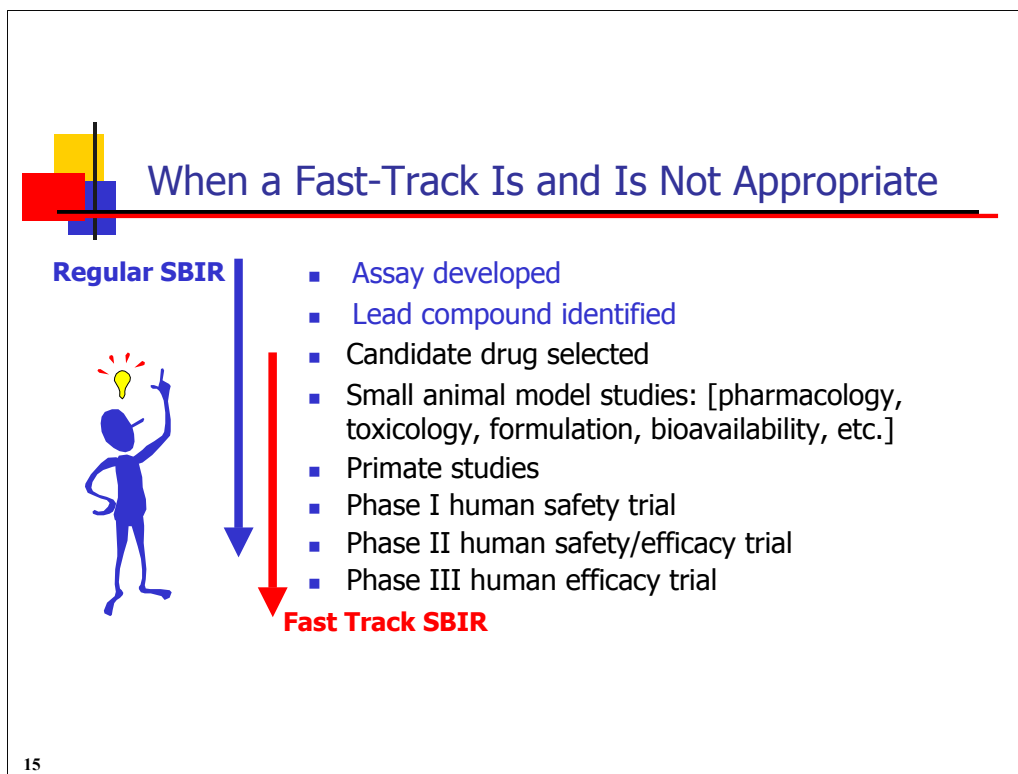 When a Fast-Track Is and Is Not Appropriate
Regular SBIR
Assay developed
Lead compound identified
Candidate drug selected
Small animal model studies: [pharmacology,
toxicology, formulation, bioavailability, etc.]
Primate studies
Phase I human safety trial
Phase II human safety/efficacy trial
Phase III human efficacy trial
Fast Track SBIR
15